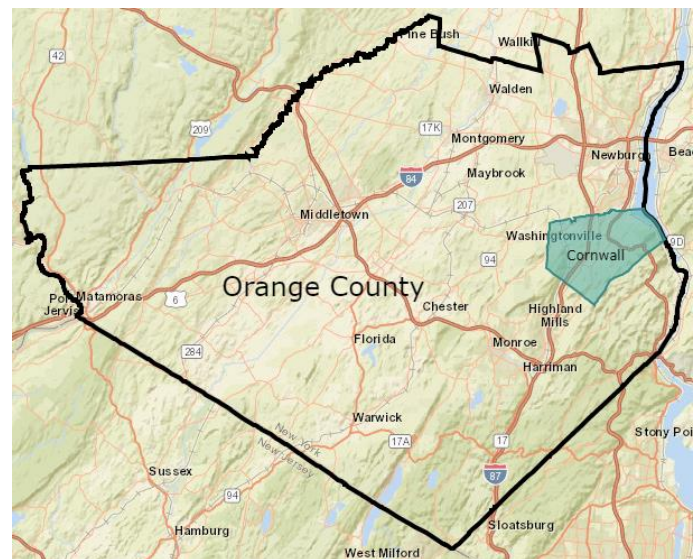 Pine Bush
Wallkill
42
Walden
209
17K
Montgomery
Newburgh
Beac
84
Maybrook
Middletown
207
Washingtonville
9D
94
Cornwall
Orange County
Port
Jervis
Matamoras
6
Chester
Highland
Mills
Florida
Monroe
284
Harriman
Warwick
New York
New Jersey
17A
17
Stony Poi
Sussex
87
94
Sloatsburg
Hamburg
West Milford